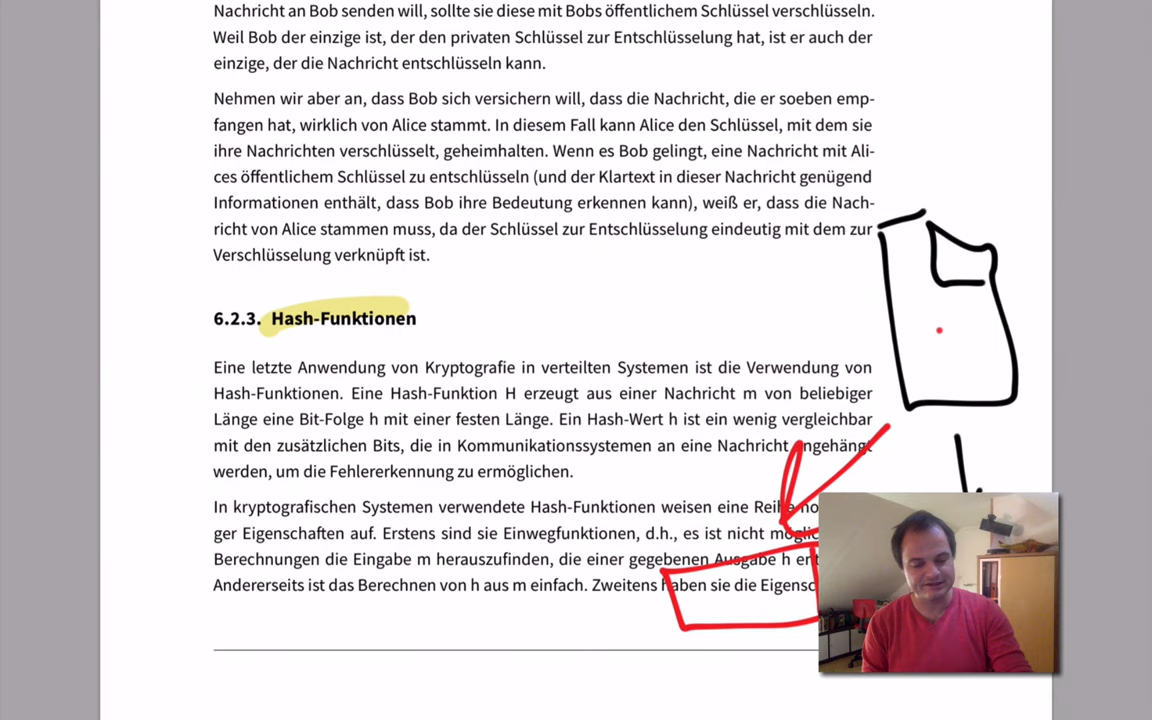 Nachricht an Bob senden will, sollte sie diese mit Bobs öffentlichem Schlüssel verschlüsseln.
Weil Bob der einzige ist, der den privaten Schlüssel zur Entschlüsselung hat, ist er auch der
einzige, der die Nachricht entschlüsseln kann.
Nehmen wir aber an, dass Bob sich versichern will, dass die Nachricht, die er soeben emp-
fangen hat, wirklich von Alice stammt. In diesem Fall kann Alice den Schlüssel, mit dem sie
ihre Nachrichten verschlüsselt, geheimhalten. Wenn es Bob gelingt, eine Nachricht mit Ali-
ces öffentlichem Schlüssel zu entschlüsseln (und der Klartext in dieser Nachricht genügend
Informationen enthält, dass Bob ihre Bedeutung erkennen kann), weiß er, dass die Nach-
richt von Alice stammen muss, da der Schlüssel zur Entschlüsselung eindeutig mit dem zur
Verschlüsselung verknüpft ist.
6.2.3. Hash-Funktionen
Eine letzte Anwendung von Kryptografie in verteilten Systemen ist die Verwendung von
Hash-Funktionen. Eine Hash-Funktion H erzeugt aus einer Nachricht m von beliebiger
Länge eine Bit-Folge h mit einer festen Länge. Ein Hash-Wert h ist ein wenig vergleichbar
mit den zusätzlichen Bits, die in Kommunikationssystemen an eine Nachricht angehängt
werden, um die Fehlererkennung zu ermöglichen.
In kryptografischen Systemen verwendete Hash-Funktionen weisen eine Reihe
ger Eigenschaften auf. Erstens sind sie Einwegfunktionen, d.h., es ist nicht
Berechnungen die Eingabe m herauszufinden, die einer gegebenen Ausgabe h
Andererseits ist das Berechnen von h aus m einfach. Zweitens haben sie die